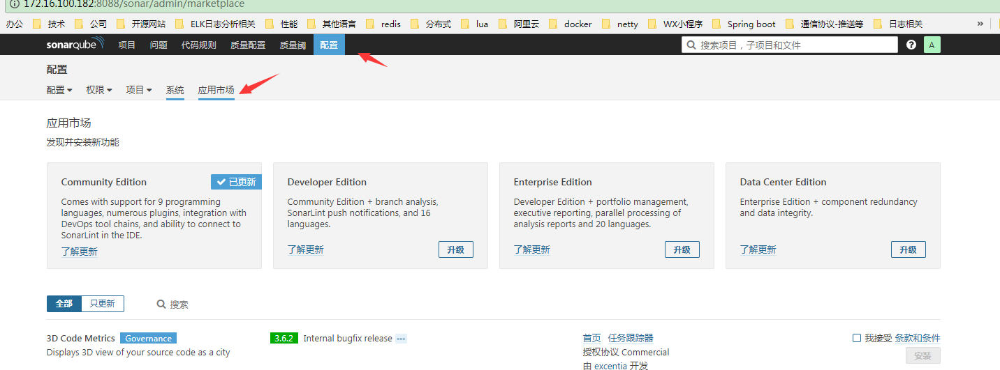 172.16.100.182:8088/sonar/admin/marketplace
办公 技术 公司 开源网站 ELK日志分析相关 性能 其他语言 redis 分布式 lua 阿里云 docker netty WX小程序 Spring boot 通信协议-推送等 日志相关 »
sonarqube 项目 问题 代码规则 质量配置 质量阈 配置 搜索项目，子项目和文件 ? A
配置
配置 权限 项目 系统 应用市场
应用市场
发现并安装新功能
Community Edition 已更新
Comes with support for 9 programming
languages, numerous plugins, integration with
DevOps tool chains, and ability to connect to
SonarLint in the IDE.
了解更新
Developer Edition
Community Edition + branch analysis,
SonarLint push notifications, and 16
languages.
了解更新 升级
Enterprise Edition
Developer Edition + portfolio management,
executive reporting, parallel processing of
analysis reports and 20 languages.
了解更新 升级
Data Center Edition
Enterprise Edition + component redundancy
and data integrity.
了解更新 升级
全部 只更新 搜索
3D Code Metrics Governance
Displays 3D view of your source code as a city
3.6.2 Internal bugfix release ...
首页 任务跟踪器
授权协议 Commercial
由 excentia 开发
我接受 条款和条件
安装